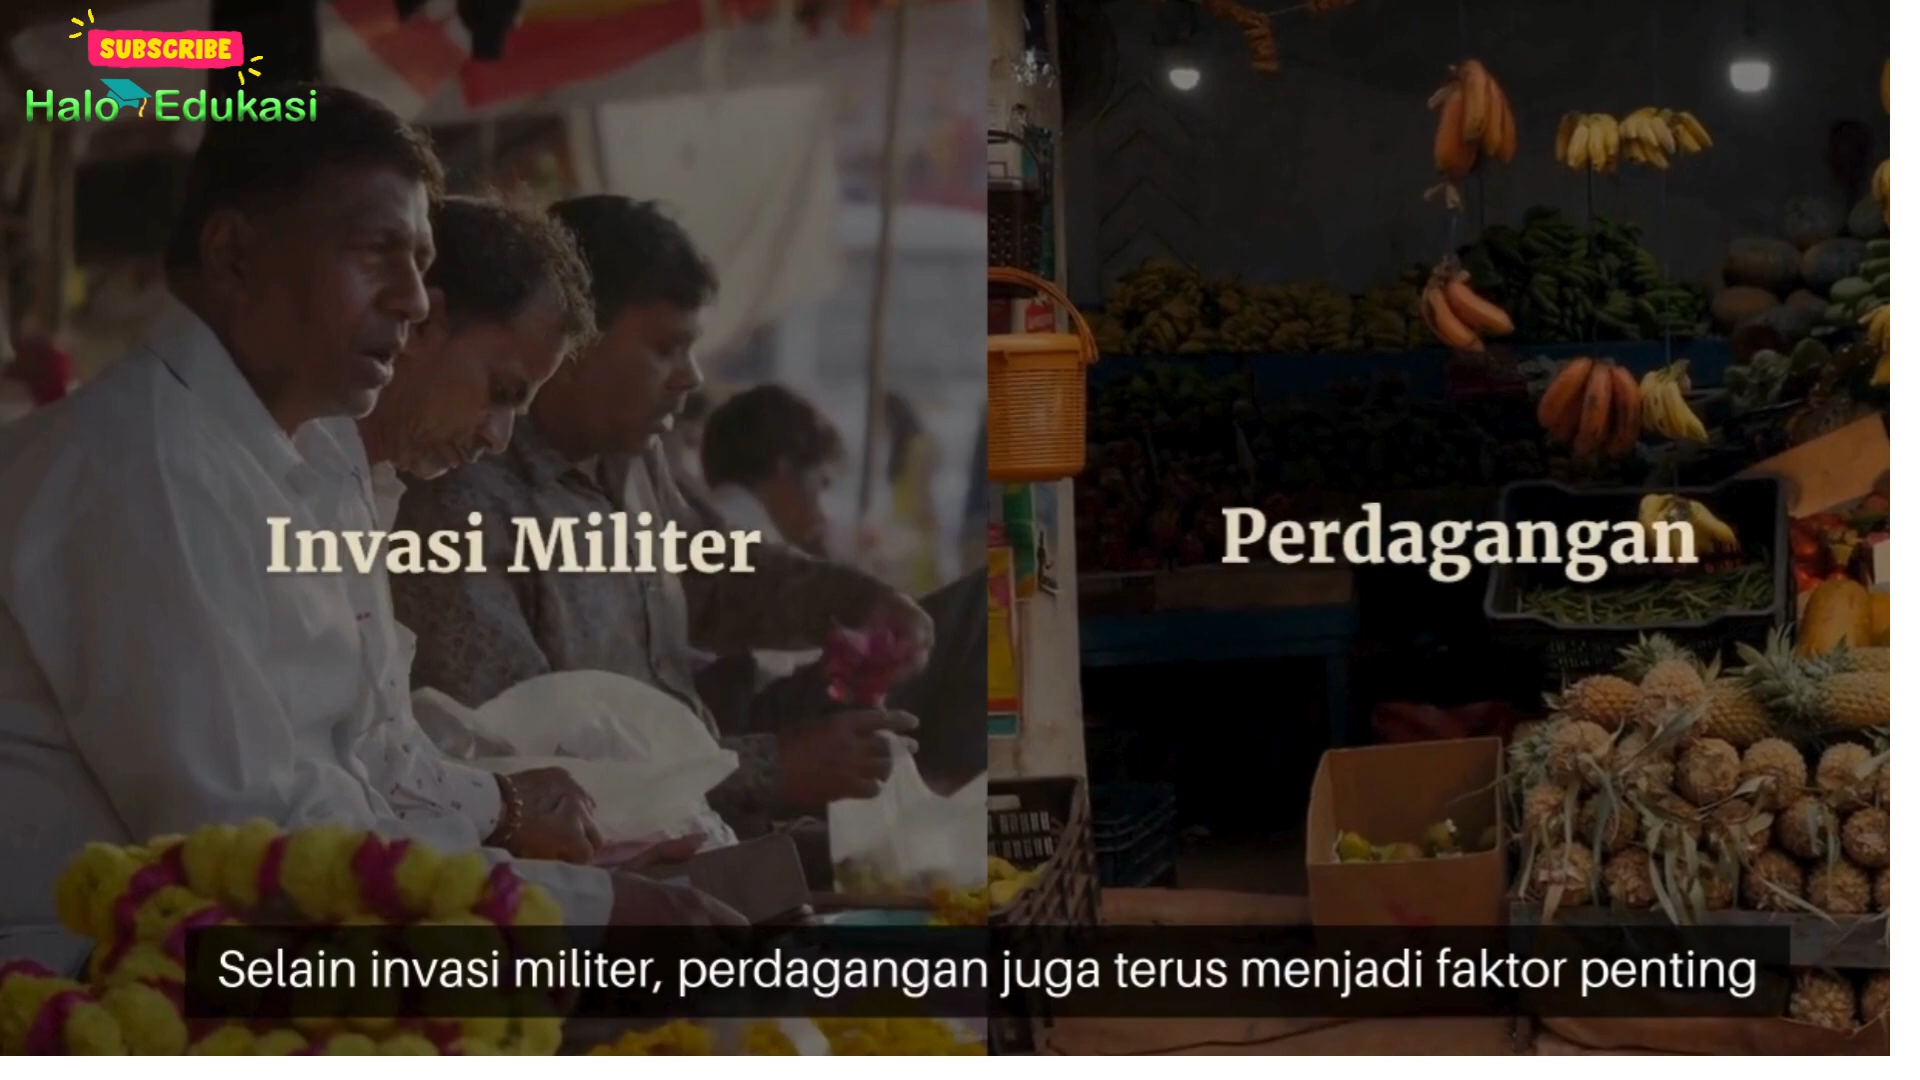 SUBSCRIBE
Halo Edukasi
Invasi Militer
Perdagangan
Selain invasi militer, perdagangan juga terus menjadi faktor penting